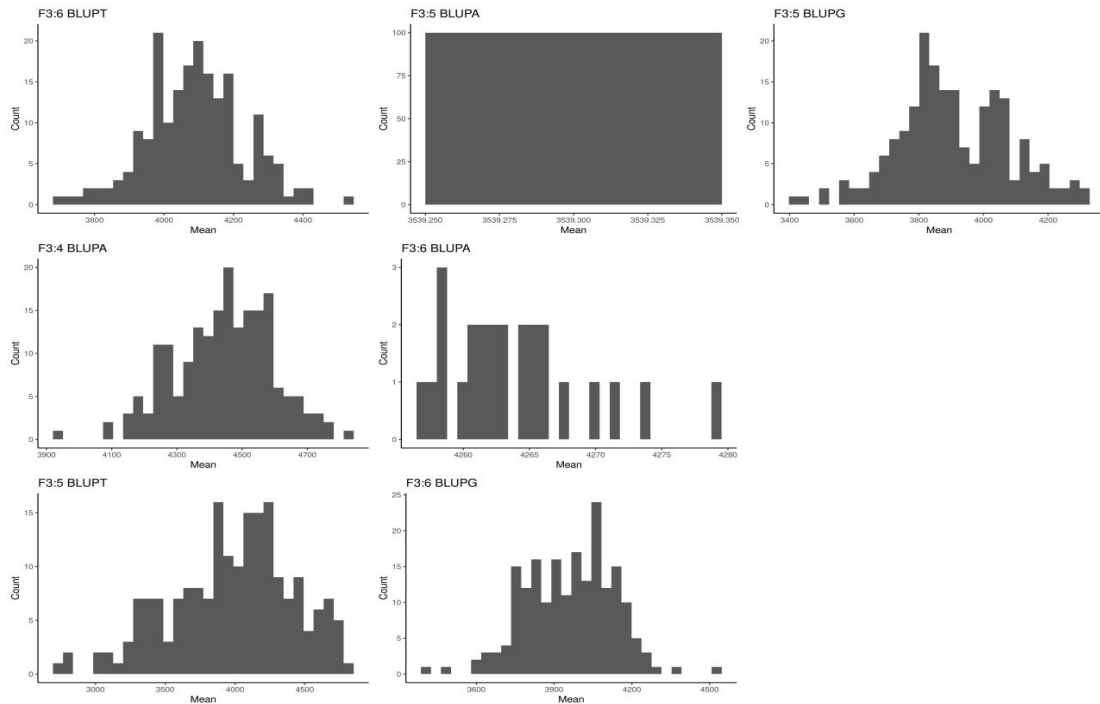 F3:6 BLUPT
Count
20
15
10
5
0
3800 4000 4200 4400
Mean
F3:5 BLUPA
Count
100
75
50
25
0
3539.250 3539.275 3539.300 3539.325 3539.350
Mean
F3:5 BLUPG
Count
20
15
10
5
0
3400 3600 3800 4000 4200
Mean
F3:4 BLUPA
Count
20
15
10
5
0
3900 4100 4300 4500 4700
Mean
F3:6 BLUPA
Count
3
2
1
0
4260 4265 4270 4275 4280
Mean
F3:5 BLUPT
Count
15
10
5
0
3000 3500 4000 4500
Mean
F3:6 BLUPG
Count
25
20
15
10
5
0
3600 3900 4200 4500
Mean